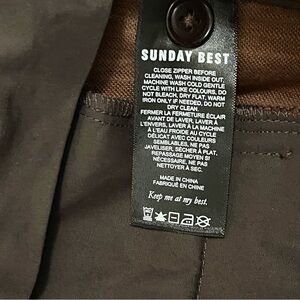 SUNDAY BEST
CLOSE ZIPPER BEFORE
CLEANING, WASH INSIDE OUT,
MACHINE WASH COLD GENTLE
CYCLE WITH LIKE COLOURS, DO
NOT BLEACH, DRY FLAT, WARM
IRON ONLY IF NEEDED, DO NOT
DRY CLEAN.
FERMER LA FERMETURE ÉCLAIR
AVANT DE LAVER, LAVER À
L'ENVERS, LAVER À LA MACHINE
À L'EAU FROIDE AU CYCLE
DÉLICAT AVEC COULEURS
SEMBLABLES, NE PAS
JAVELISER, SÉCHER À PLAT,
REPASSAGE MOYEN SI
NÉCESSAIRE, NE PAS
NETTOYER À SEC.
MADE IN CHINA
FABRIQUÉ EN CHINE
Keep me at my best.